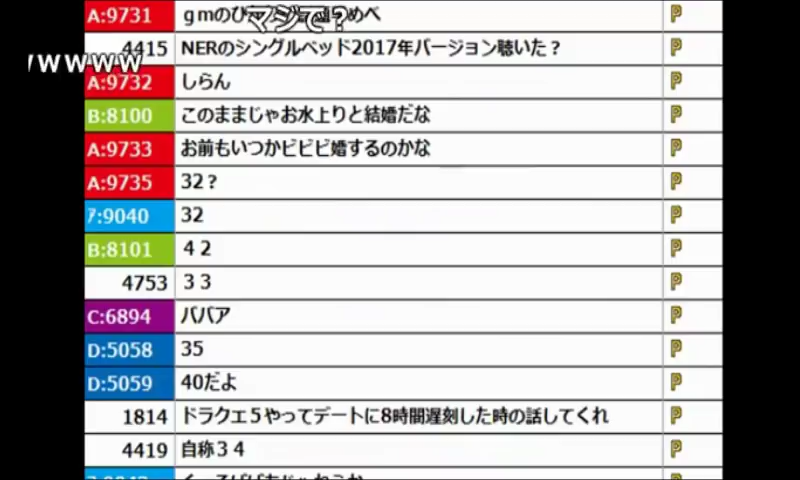 A:9731 gmのび
マジで？
4415 NERのシングルベッド2017年バージョン聴いた？
wwwww
A:9732 しらん
B:8100 このままじゃお水上りと結婚だな
A:9733 お前もいつかビビビ婚するのかな
A:9735 32？
7:9040 32
B:8101 ４２
4753 ３３
C:6894 ババア
D:5058 35
D:5059 40だよ
1814 ドラクエ５やってデートに8時間遅刻した時の話してくれ
4419 自称３４